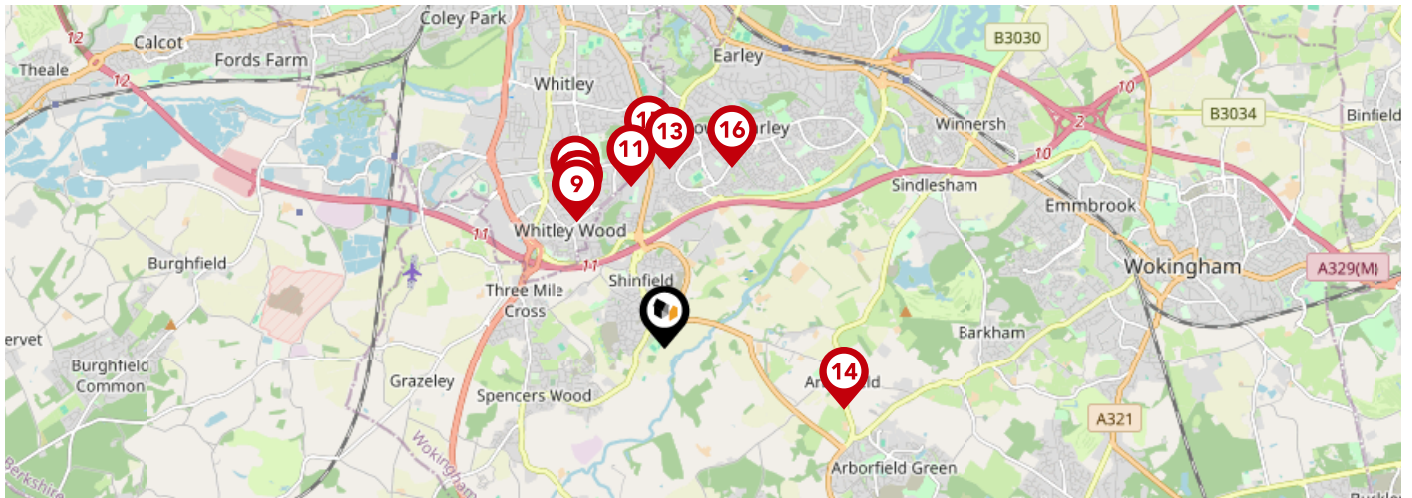 Coley Park
12
Calcot
B3030
Theale
Fords Farm
Earley
12
Whitley
10
B3034
Binfield
13
16
2
Winnersh
11
10
9
Sindlesham
Emmbrook
11
Whitley Wood
11
Burghfield
Shinfield
Wokingham
A329(M)
Three Mile
Cross
Barkham
Burghfield
Common
Grazeley
14
Spencers Wood
A321
Wokingham
Arborfield Green
Berkshire